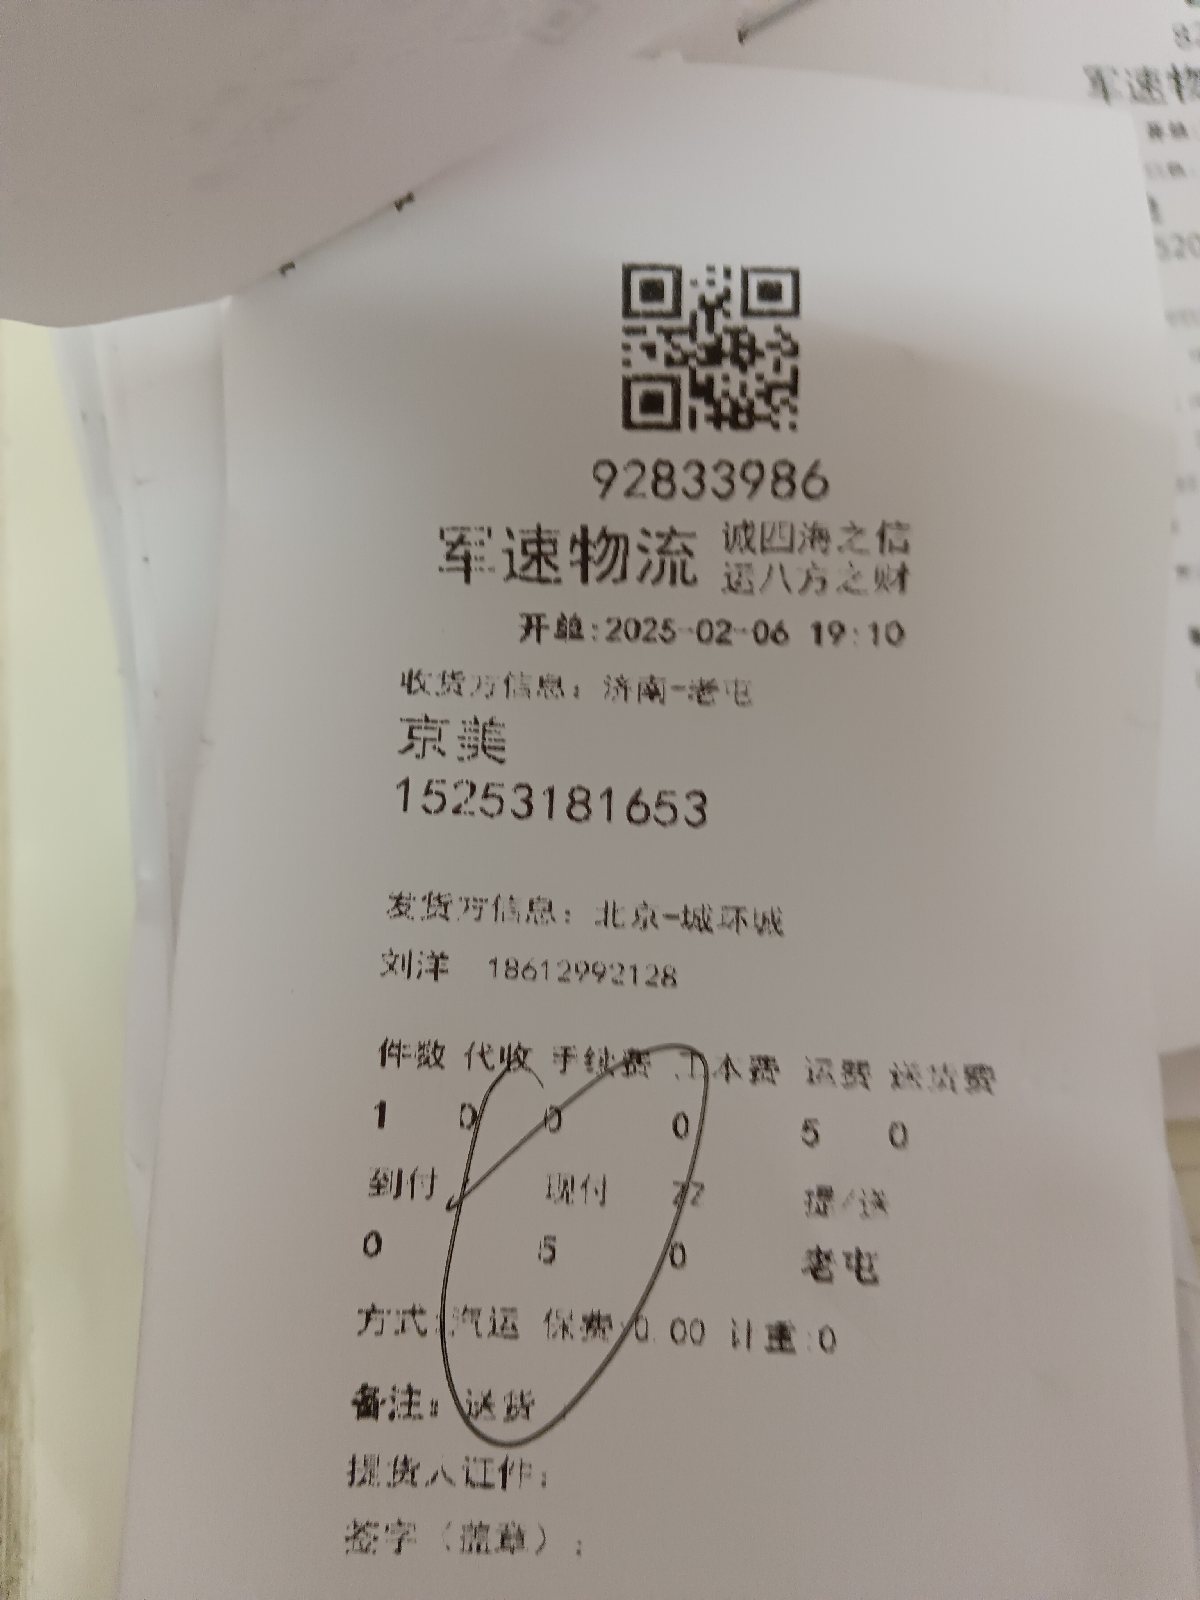 92833986
军速物流 诚四海之信
运八方之财
开单:2025-02-06 19:10
收货方信息：济南-老屯
京美
15253181653
发货方信息：北京-城环城
刘洋 18612992128
件数 代收 手续费 工本费 运费 送货费
1 0 0 0 5 0
到付 现付 提/送
0 5 0 老屯
方式:汽运 保费:0.00 计重:0
备注：送货
提货人证件：
签字（盖章）：
军速物